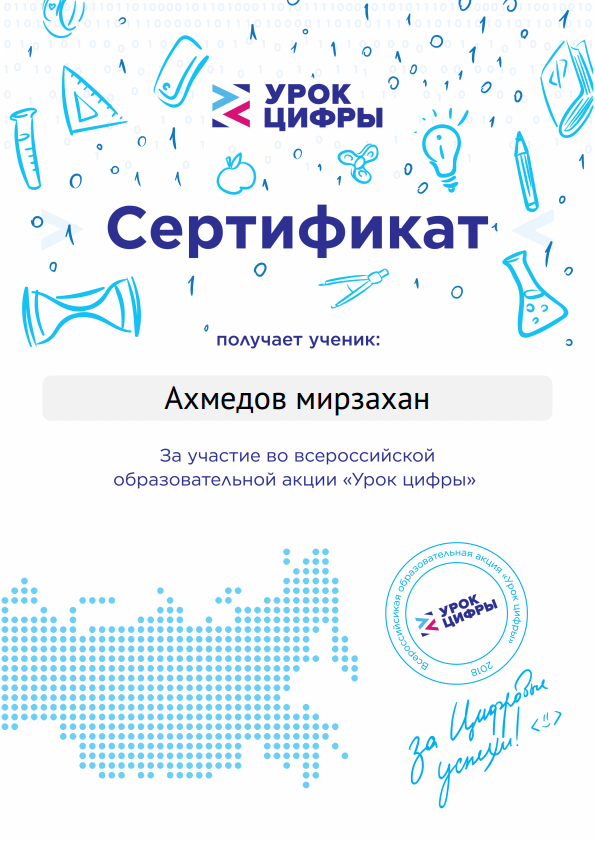 УРОК
ЦИФРЫ
Сертификат
получает ученик:
Ахмедов мирзахан
За участие во всероссийской
образовательной акции «Урок цифры»
Всероссийсикая образовательная акция «Урок цифры»
УРОК
ЦИФРЫ
2018
за Цифровые
успехи!